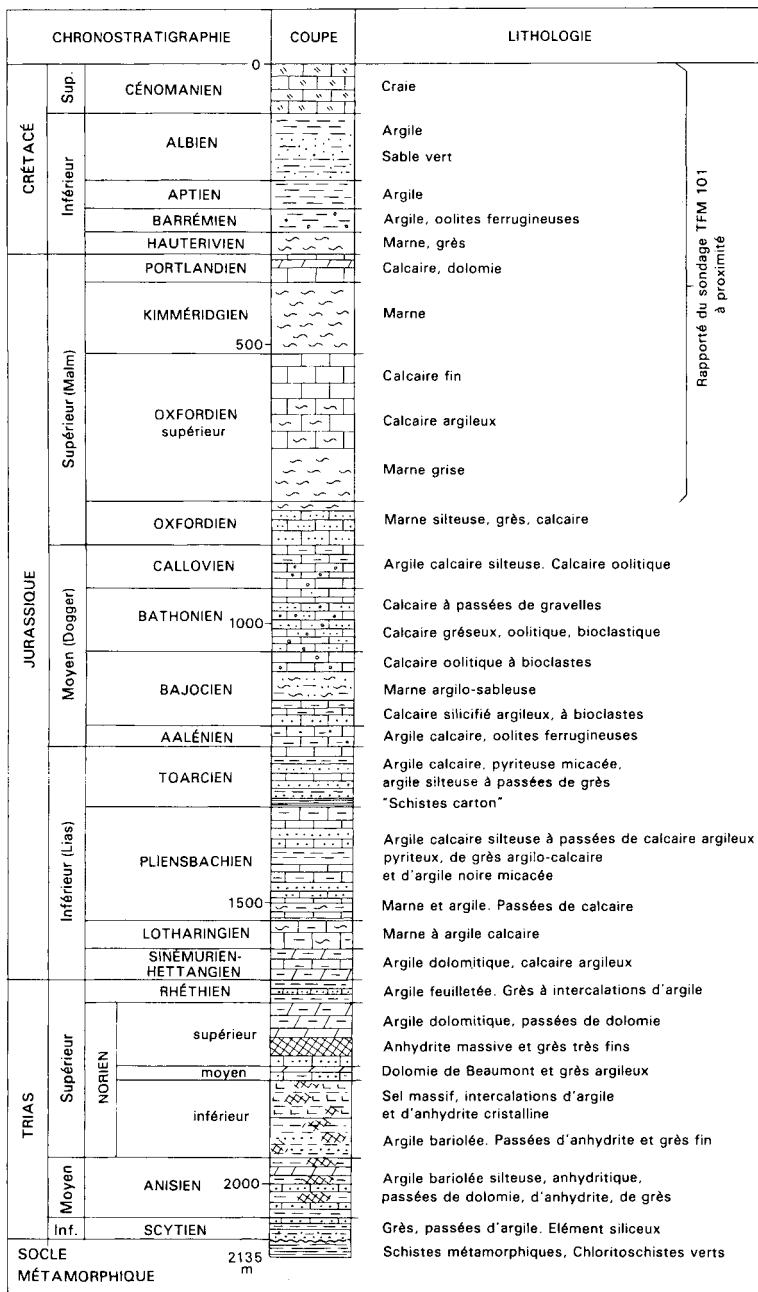 CHRONOSTRATIGRAPHIE COUPE LITHOLOGIE
0
CRÉTACÉ
Sup.
CÉNOMANIEN
Craie
Inférieur
ALBIEN
Argile
Sable vert
APTIEN
Argile
BARRÉMIEN
Argile, oolites ferrugineuses
HAUTERIVIEN
Marne, grès
JURASSIQUE
Supérieur (Malm)
PORTLANDIEN
Calcaire, dolomie
KIMMÉRIDGIEN
Marne
500
OXFORDIEN
supérieur
Calcaire fin
Calcaire argileux
Marne grise
Rapporté du sondage TFM 101
à proximité
OXFORDIEN
Marne silteuse, grès, calcaire
Moyen (Dogger)
CALLOVIEN
Argile calcaire silteuse. Calcaire oolitique
BATHONIEN
1000
Calcaire à passées de gravelles
Calcaire gréseux, oolitique, bioclastique
BAJOCIEN
Calcaire oolitique à bioclastes
Marne argilo-sableuse
Calcaire silicifié argileux, à bioclastes
AALÉNIEN
Argile calcaire, oolites ferrugineuses
Inférieur (Lias)
TOARCIEN
Argile calcaire, pyriteuse micacée,
argile silteuse à passées de grès
"Schistes carton"
PLIENSBACHIEN
1500
Argile calcaire silteuse à passées de calcaire argileux
pyriteux, de grès argilo-calcaire
et d'argile noire micacée
Marne et argile. Passées de calcaire
LOTHARINGIEN
Marne à argile calcaire
SINÉMURIEN-
HETTANGIEN
Argile dolomitique, calcaire argileux
TRIAS
Supérieur
RHÉTHIEN
Argile feuilletée. Grès à intercalations d'argile
NORIEN
supérieur
Argile dolomitique, passées de dolomie
Anhydrite massive et grès très fins
moyen
Dolomie de Beaumont et grès argileux
inférieur
Sel massif, intercalations d'argile
et d'anhydrite cristalline
Argile bariolée. Passées d'anhydrite et grès fin
Moyen
ANISIEN
2000
Argile bariolée silteuse, anhydritique,
passées de dolomie, d'anhydrite, de grès
Inf.
SCYTIEN
Grès, passées d'argile. Elément siliceux
SOCLE
MÉTAMORPHIQUE
2135
m
Schistes métamorphiques, Chloritoschistes verts